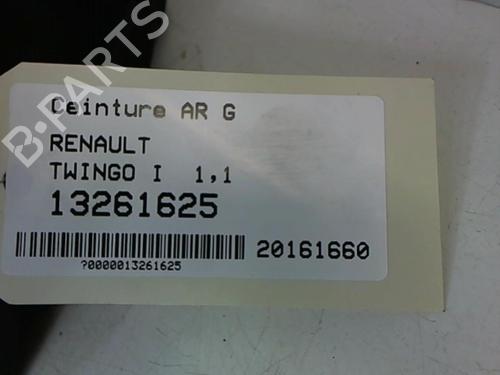 B-PARTS
Ceinture AR G
RENAULT
TWINGO I 1,1
13261625
20161660
?0000013261625